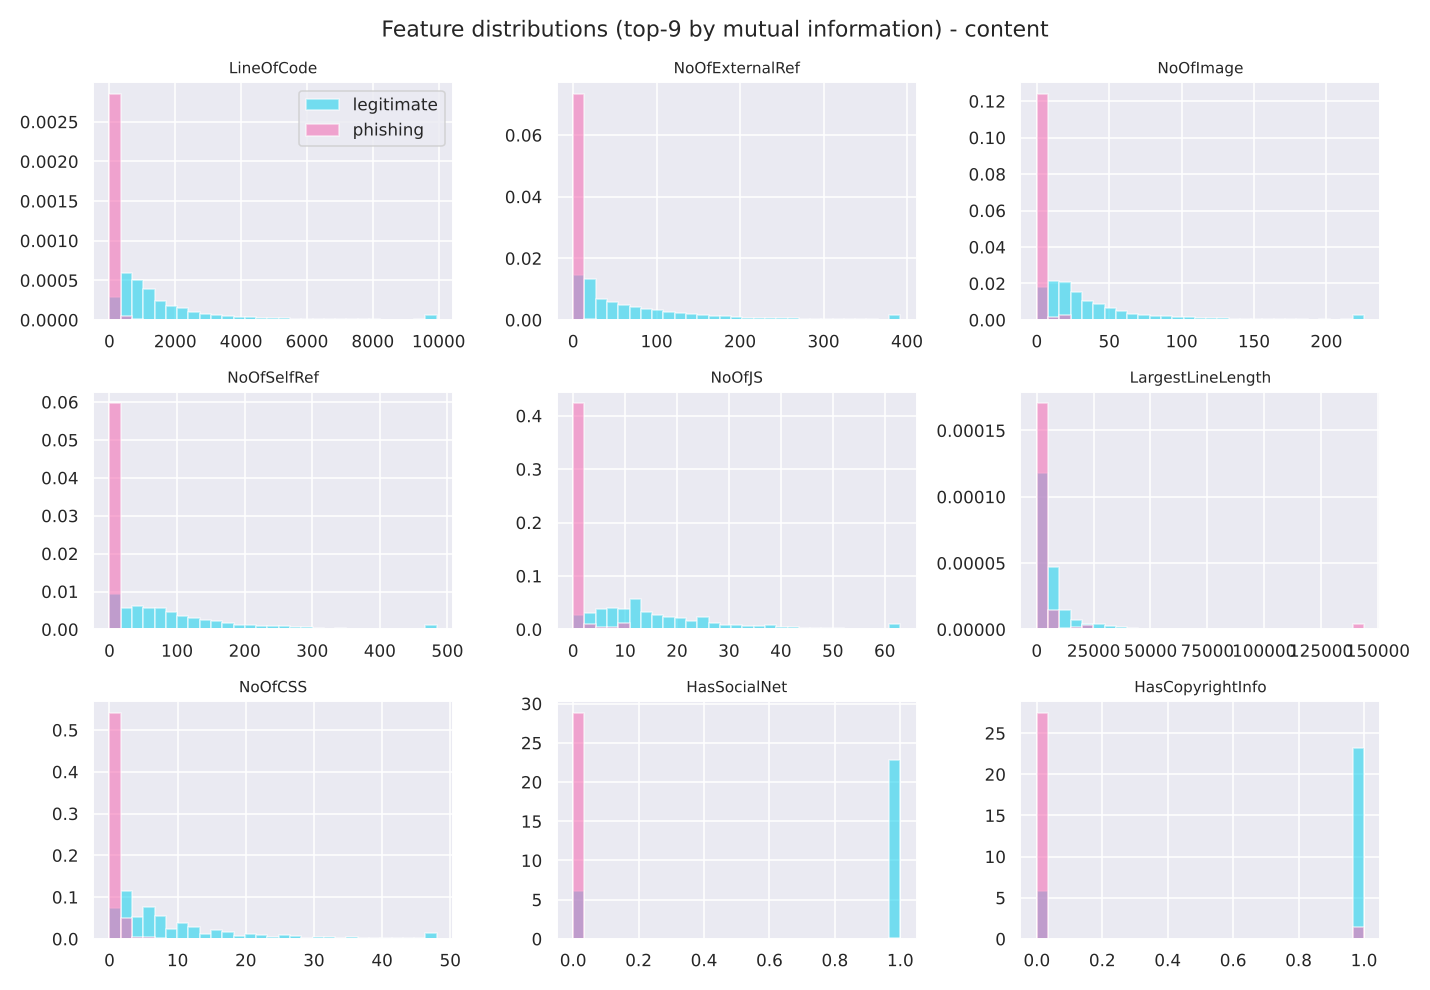 Feature distributions (top-9 by mutual information) - content
LineOfCode
legitimate
phishing
0.0025
0.0020
0.0015
0.0010
0.0005
0.0000
0 2000 4000 6000 8000 10000
NoOfExternalRef
0.06
0.04
0.02
0.00
0 100 200 300 400
NoOfImage
0.12
0.10
0.08
0.06
0.04
0.02
0.00
0 50 100 150 200
NoOfSelfRef
0.06
0.05
0.04
0.03
0.02
0.01
0.00
0 100 200 300 400 500
NoOfJS
0.4
0.3
0.2
0.1
0.0
0 10 20 30 40 50 60
LargestLineLength
0.00015
0.00010
0.00005
0.00000
0 25000 50000 75000 100000 125000 150000
NoOfCSS
0.5
0.4
0.3
0.2
0.1
0.0
0 10 20 30 40 50
HasSocialNet
30
25
20
15
10
5
0
0.0 0.2 0.4 0.6 0.8 1.0
HasCopyrightInfo
25
20
15
10
5
0
0.0 0.2 0.4 0.6 0.8 1.0